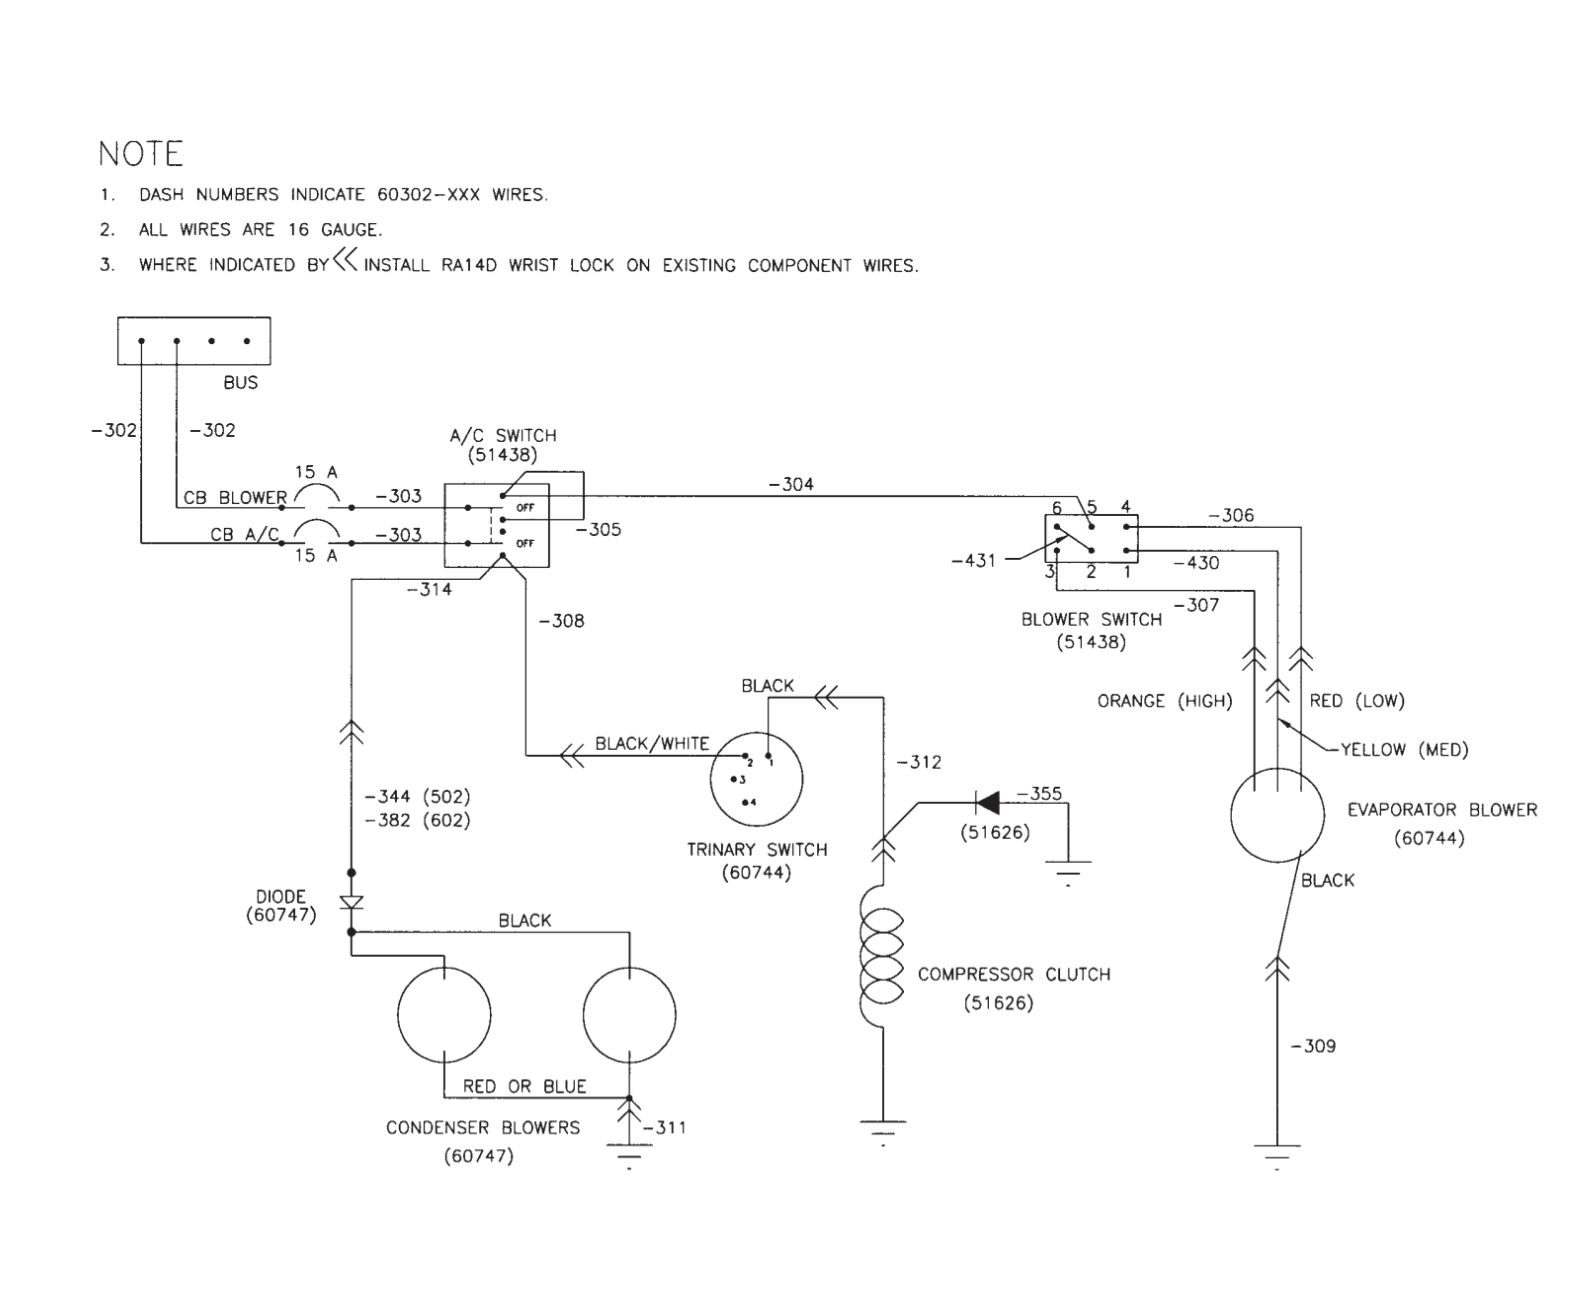 NOTE
1. DASH NUMBERS INDICATE 60302-XXX WIRES.
2. ALL WIRES ARE 16 GAUGE.
3. WHERE INDICATED BY << INSTALL RA14D WRIST LOCK ON EXISTING COMPONENT WIRES.
BUS
-302
-302
15 A
CB BLOWER
-303
CB A/C
-303
15 A
A/C SWITCH
(51438)
OFF
OFF
-305
-304
6 5 4
-306
-431
-430
3 2 1
-307
BLOWER SWITCH
(51438)
-314
-308
BLACK
ORANGE (HIGH)
RED (LOW)
YELLOW (MED)
BLACK/WHITE
2
1
3
4
-312
TRINARY SWITCH
(60744)
-355
(51626)
EVAPORATOR BLOWER
(60744)
BLACK
-344 (502)
-382 (602)
DIODE
(60747)
BLACK
COMPRESSOR CLUTCH
(51626)
-309
RED OR BLUE
-311
CONDENSER BLOWERS
(60747)